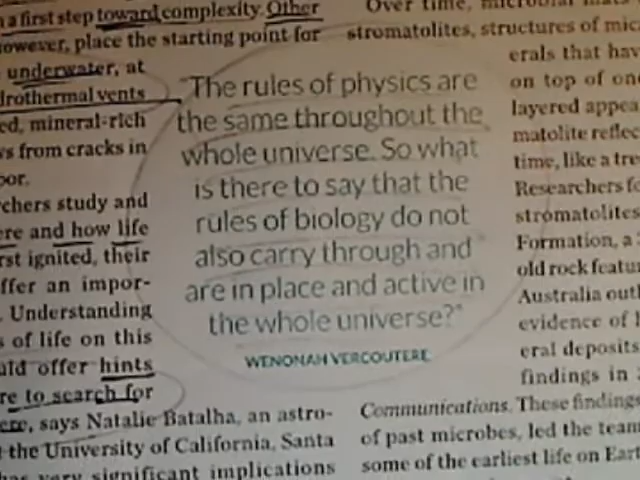 a first step toward complexity. Other
however, place the starting point for
underwater, at
drothermal vents
ed, mineral-rich
s from cracks in
oor.
chers study and
ere and how life
rst ignited, their
ffer an impor-
. Understanding
s of life on this
uld offer hints
re to search for
ere, says Natalie Batalha, an astro-
t the University of California, Santa
has very significant implications
"The rules of physics are
the same throughout the
whole universe. So what
is there to say that the
rules of biology do not
also carry through and
are in place and active in
the whole universe?"
WENONAH VERCOUTERE
Over time, microbial mats
stromatolites, structures of mic
erals that hav
on top of one
layered appea
matolite reflec
time, like a tre
Researchers fo
stromatolites
Formation, a
old rock featur
Australia outl
evidence of
eral deposits
findings in
Communications. These findings
of past microbes, led the team
some of the earliest life on Eart